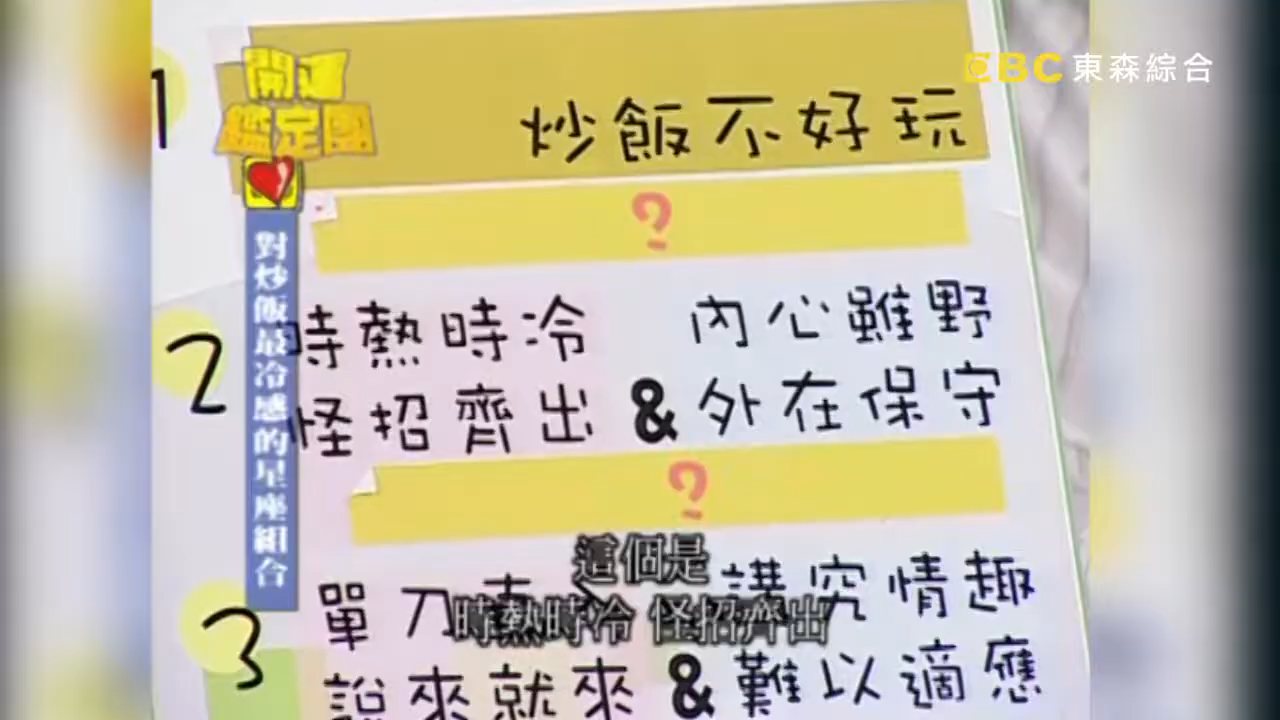 EBC 東森綜合
開運
鑑定團
對炒飯最冷感的星座組合
1
炒飯不好玩
?
2
時熱時冷 內心雖野
怪招齊出 & 外在保守
?
3
單刀直入 講究情趣
說來就來 & 難以適應
這個是
時熱時冷 怪招齊出